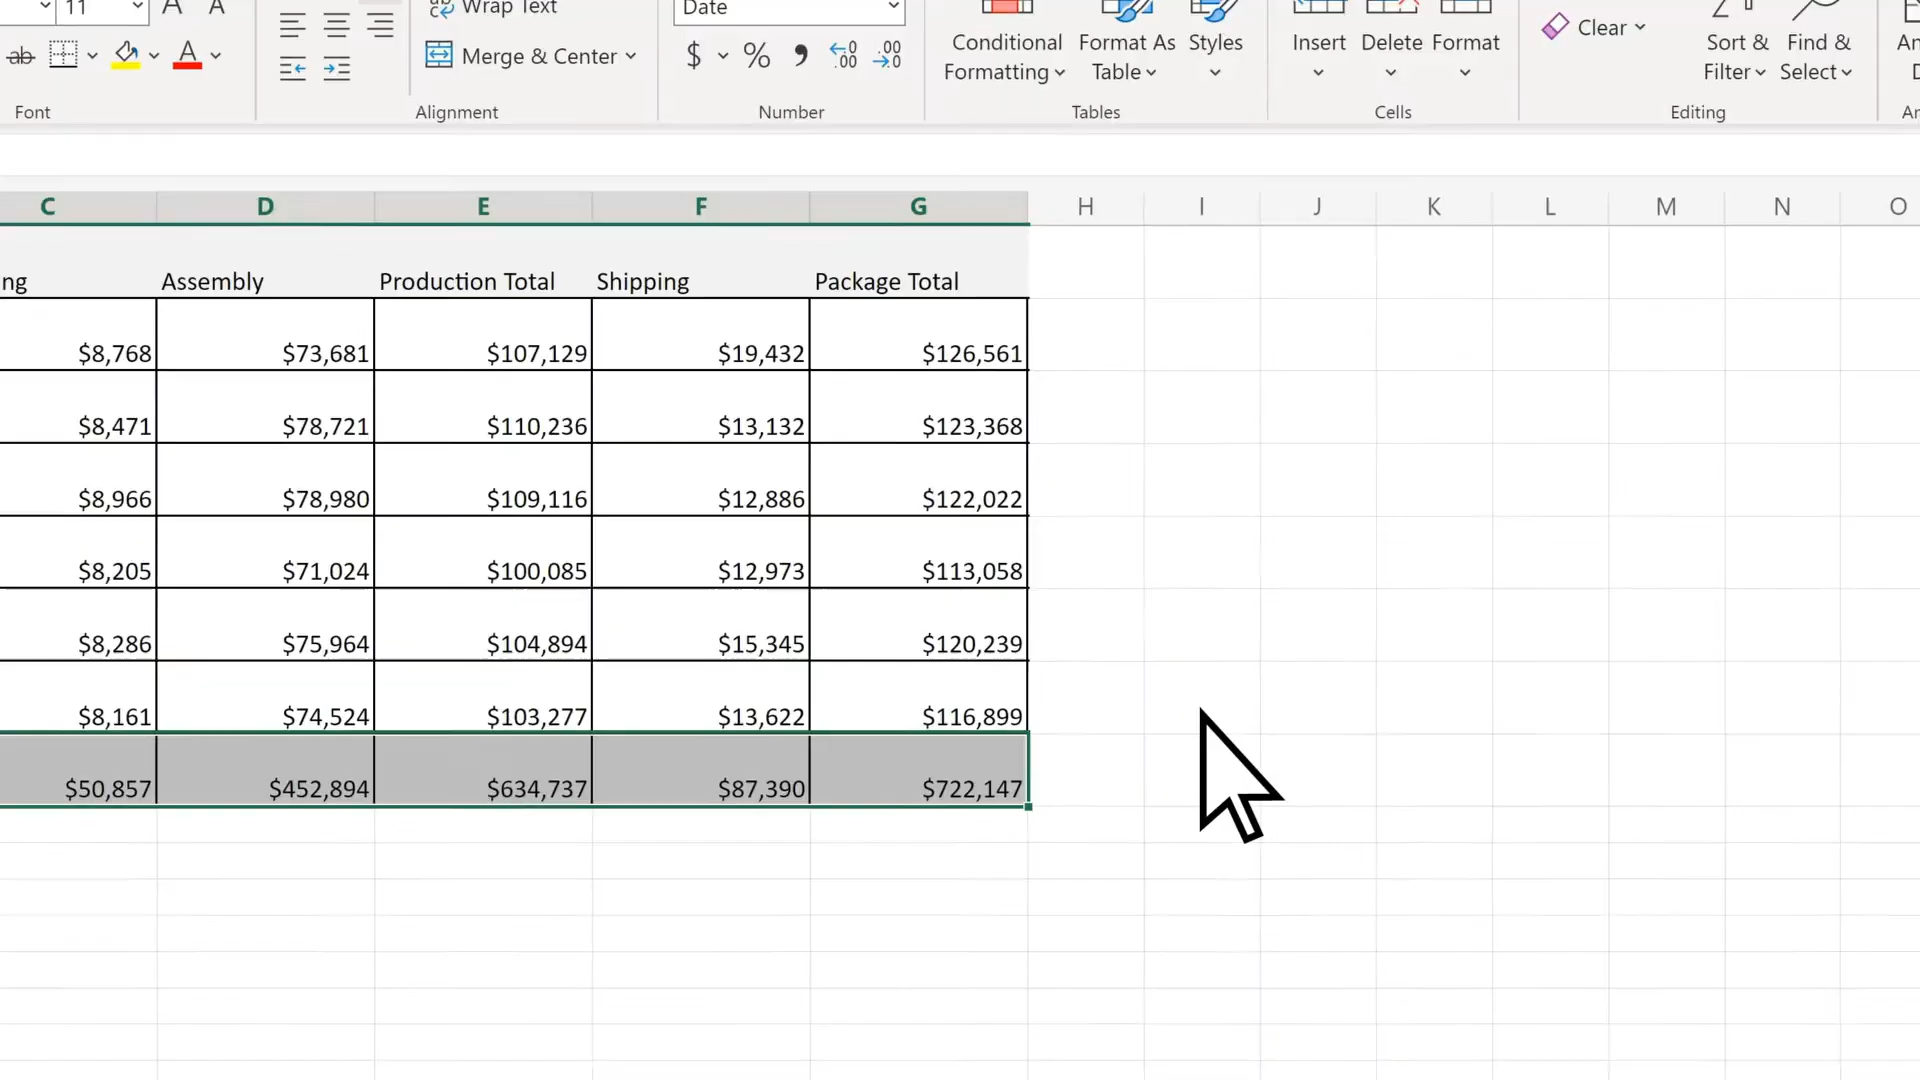 11 A A Wrap Text Date
ab A Merge & Center $ % , Conditional Formatting Format As Table Styles Insert Delete Format Clear Sort & Filter Find & Select
Font Alignment Number Tables Cells Editing
C D E F G H I J K L M N O
ng Assembly Production Total Shipping Package Total
$8,768 $73,681 $107,129 $19,432 $126,561
$8,471 $78,721 $110,236 $13,132 $123,368
$8,966 $78,980 $109,116 $12,886 $122,022
$8,205 $71,024 $100,085 $12,973 $113,058
$8,286 $75,964 $104,894 $15,345 $120,239
$8,161 $74,524 $103,277 $13,622 $116,899
$50,857 $452,894 $634,737 $87,390 $722,147